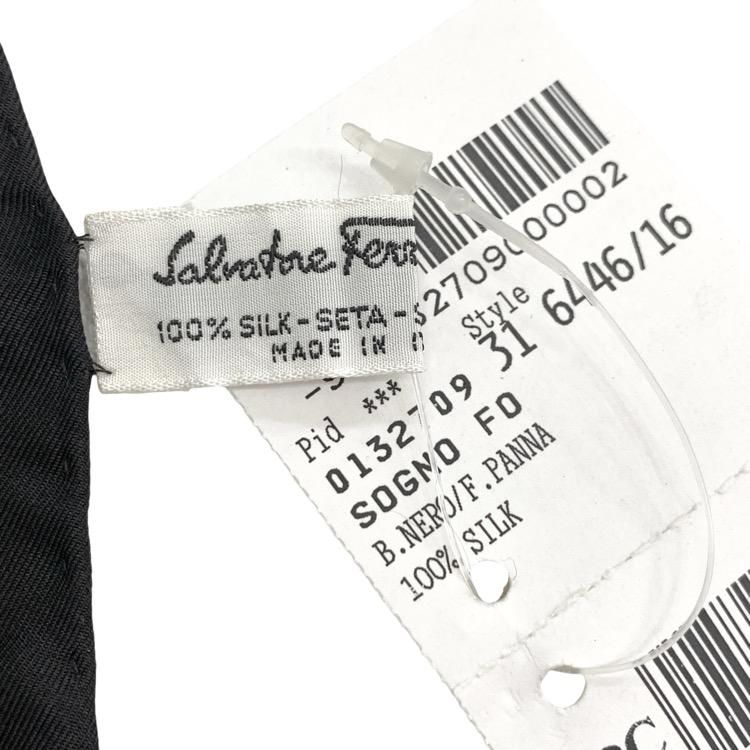 Salvatore Ferr
100% SILK-SETA-S
MADE IN
32709000002
Style
31 6446/16
Pid ***
0132709
SOGNO FO
B.NERO/F.PANNA
100% SILK